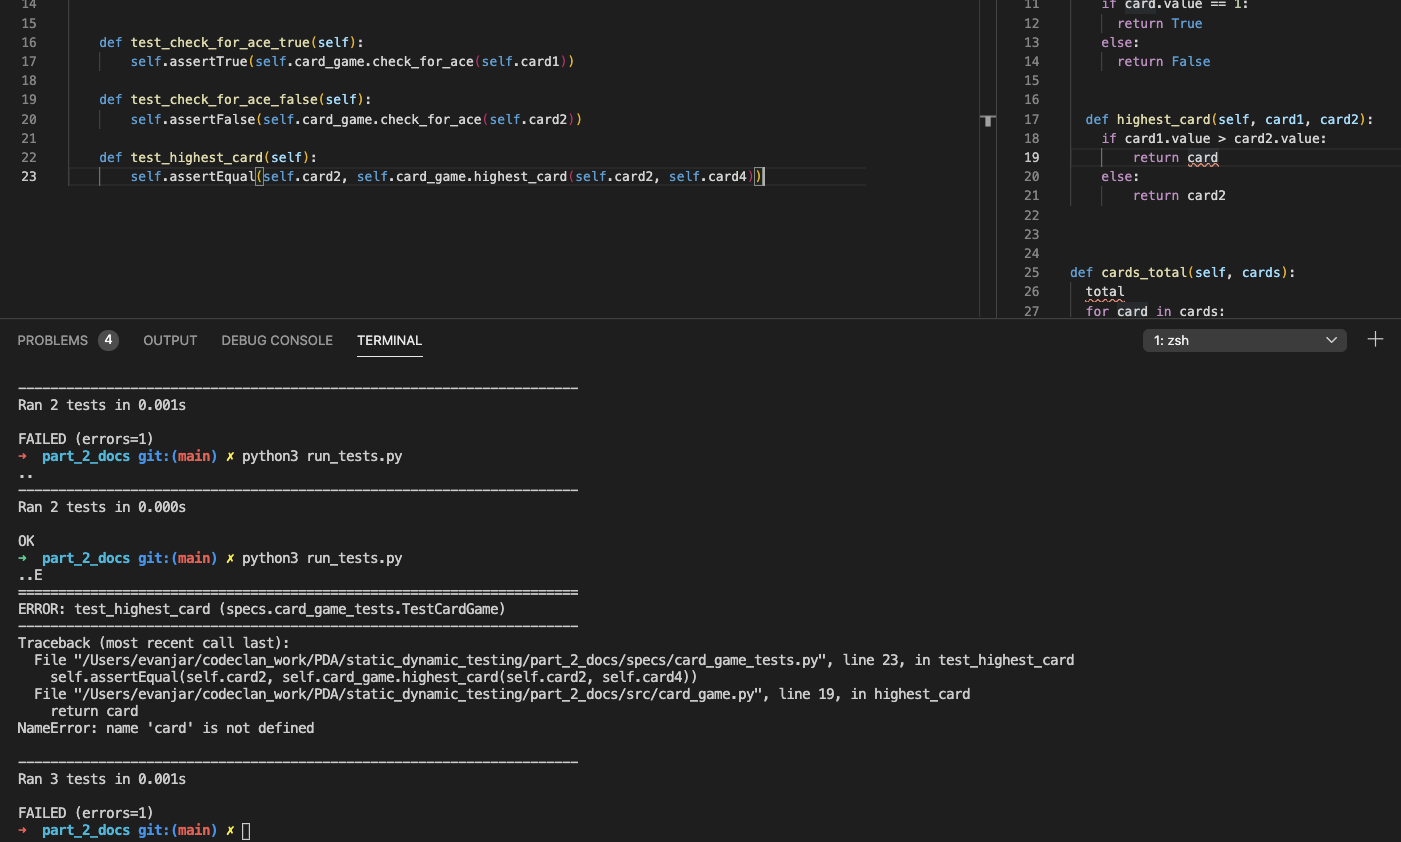 14
15
16 def test_check_for_ace_true(self):
17 self.assertTrue(self.card_game.check_for_ace(self.card1))
18
19 def test_check_for_ace_false(self):
20 self.assertFalse(self.card_game.check_for_ace(self.card2))
21
22 def test_highest_card(self):
23 self.assertEqual(self.card2, self.card_game.highest_card(self.card2, self.card4))
11 if card.value == 1:
12 return True
13 else:
14 return False
15
16
17 def highest_card(self, card1, card2):
18 if card1.value > card2.value:
19 return card
20 else:
21 return card2
22
23
24
25 def cards_total(self, cards):
26 total
27 for card in cards:
PROBLEMS 4 OUTPUT DEBUG CONSOLE TERMINAL 1: zsh
----------------------------------------------------------------------
Ran 2 tests in 0.001s
FAILED (errors=1)
➜ part_2_docs git:(main) ✗ python3 run_tests.py
..
----------------------------------------------------------------------
Ran 2 tests in 0.000s
OK
➜ part_2_docs git:(main) ✗ python3 run_tests.py
..E
======================================================================
ERROR: test_highest_card (specs.card_game_tests.TestCardGame)
----------------------------------------------------------------------
Traceback (most recent call last):
File "/Users/evanjar/codeclan_work/PDA/static_dynamic_testing/part_2_docs/specs/card_game_tests.py", line 23, in test_highest_card
self.assertEqual(self.card2, self.card_game.highest_card(self.card2, self.card4))
File "/Users/evanjar/codeclan_work/PDA/static_dynamic_testing/part_2_docs/src/card_game.py", line 19, in highest_card
return card
NameError: name 'card' is not defined
----------------------------------------------------------------------
Ran 3 tests in 0.001s
FAILED (errors=1)
➜ part_2_docs git:(main) ✗